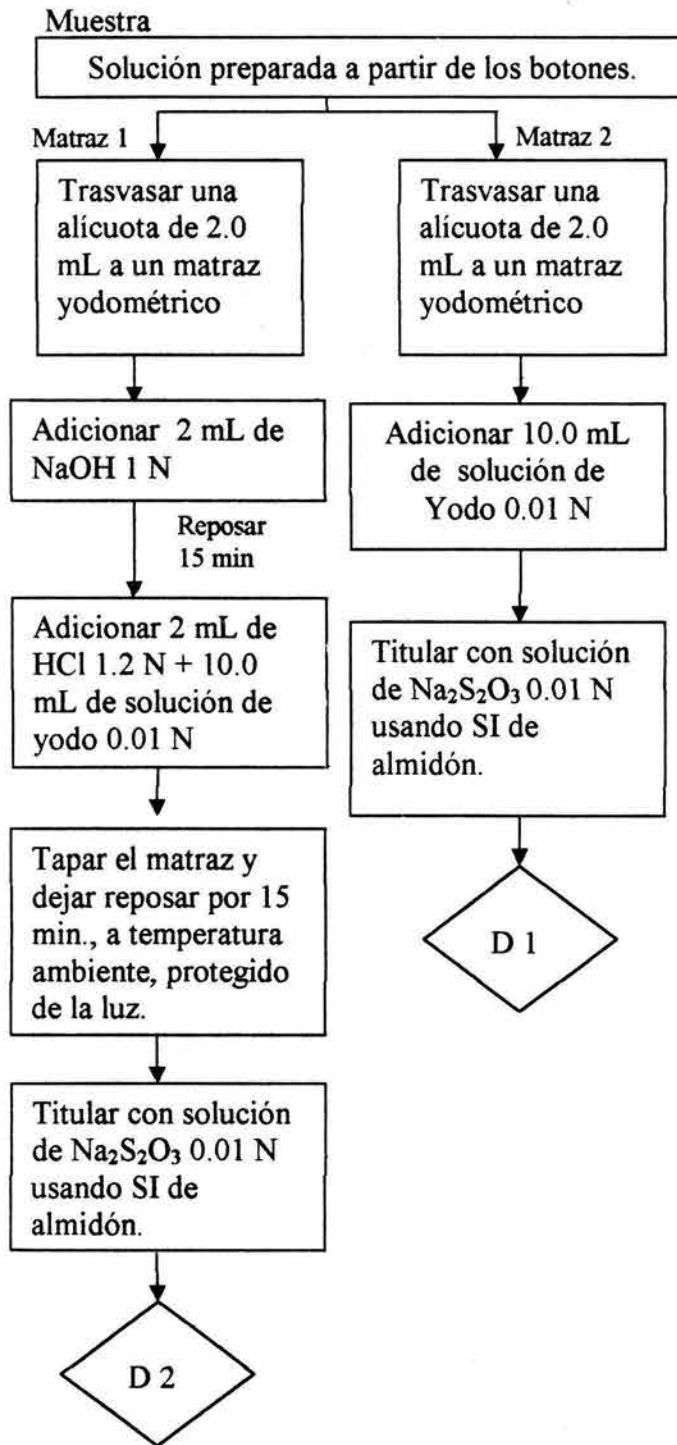 Muestra
Solución preparada a partir de los botones.
Matraz 1
Trasvasar una
alícuota de 2.0
mL a un matraz
yodométrico
Adicionar 2 mL de
NaOH 1 N
Reposar
15 min
Adicionar 2 mL de
HCl 1.2 N + 10.0
mL de solución de
yodo 0.01 N
Tapar el matraz y
dejar reposar por 15
min., a temperatura
ambiente, protegido
de la luz.
Titular con solución
de Na₂S₂O₃ 0.01 N
usando SI de
almidón.
D 2
Matraz 2
Trasvasar una
alícuota de 2.0
mL a un matraz
yodométrico
Adicionar 10.0 mL
de solución de
Yodo 0.01 N
Titular con solución
de Na₂S₂O₃ 0.01 N
usando SI de
almidón.
D 1